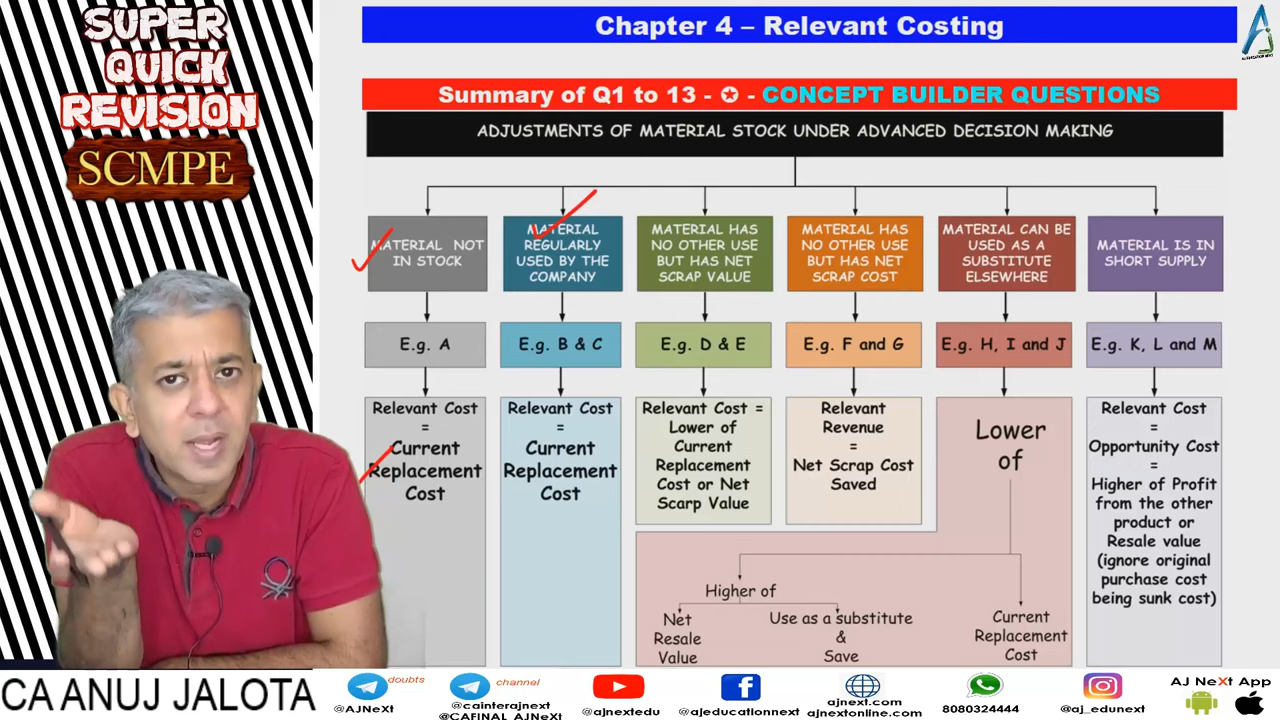 SUPER
QUICK
REVISION
SCMPE
Chapter 4 – Relevant Costing
Summary of Q1 to 13 - ✪ - CONCEPT BUILDER QUESTIONS
ADJUSTMENTS OF MATERIAL STOCK UNDER ADVANCED DECISION MAKING
MATERIAL NOT
IN STOCK
MATERIAL
REGULARLY
USED BY THE
COMPANY
MATERIAL HAS
NO OTHER USE
BUT HAS NET
SCRAP VALUE
MATERIAL HAS
NO OTHER USE
BUT HAS NET
SCRAP COST
MATERIAL CAN BE
USED AS A
SUBSTITUTE
ELSEWHERE
MATERIAL IS IN
SHORT SUPPLY
E.g. A
E.g. B & C
E.g. D & E
E.g. F and G
E.g. H, I and J
E.g. K, L and M
Relevant Cost
=
Current
Replacement
Cost
Relevant Cost
=
Current
Replacement
Cost
Relevant Cost =
Lower of
Current
Replacement
Cost or Net
Scarp Value
Relevant
Revenue
=
Net Scrap Cost
Saved
Lower
of
Higher of
Net
Resale
Value
Use as a substitute
&
Save
Current
Replacement
Cost
Relevant Cost
=
Opportunity Cost
=
Higher of Profit
from the other
product or
Resale value
(ignore original
purchase cost
being sunk cost)
CA ANUJ JALOTA
doubts
@AJNeXt
channel
@cainterajnext
@CAFINAL_AJNeXt
@ajnextedu
@ajeducationnext
ajnext.com
ajnextonline.com
8080324444
@aj_edunext
AJ NeXt App